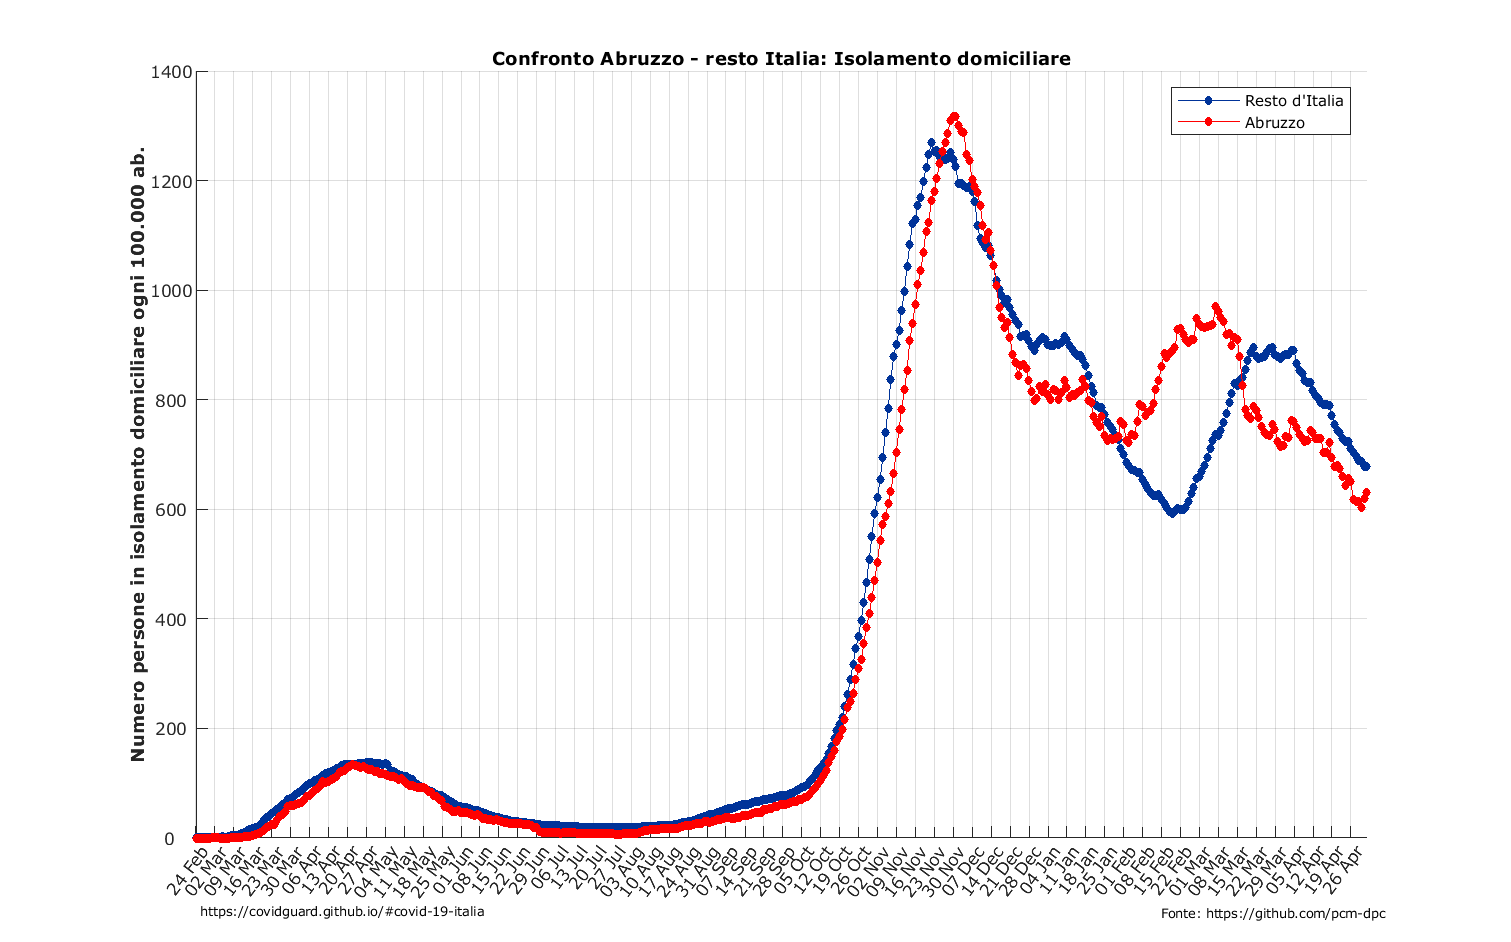 Confronto Abruzzo - resto Italia: Isolamento domiciliare
Numero persone in isolamento domiciliare ogni 100.000 ab.
1400
1200
1000
800
600
400
200
0
Resto d'Italia
Abruzzo
24 Feb
02 Mar
09 Mar
16 Mar
23 Mar
30 Mar
06 Apr
13 Apr
20 Apr
27 Apr
04 May
11 May
18 May
25 May
01 Jun
08 Jun
15 Jun
22 Jun
29 Jun
06 Jul
13 Jul
20 Jul
27 Jul
03 Aug
10 Aug
17 Aug
24 Aug
31 Aug
07 Sep
14 Sep
21 Sep
28 Sep
05 Oct
12 Oct
19 Oct
26 Oct
02 Nov
09 Nov
16 Nov
23 Nov
30 Nov
07 Dec
14 Dec
21 Dec
28 Dec
04 Jan
11 Jan
18 Jan
25 Jan
01 Feb
08 Feb
15 Feb
22 Feb
01 Mar
08 Mar
15 Mar
22 Mar
29 Mar
05 Apr
12 Apr
19 Apr
26 Apr
https://covidguard.github.io/#covid-19-italia
Fonte: https://github.com/pcm-dpc